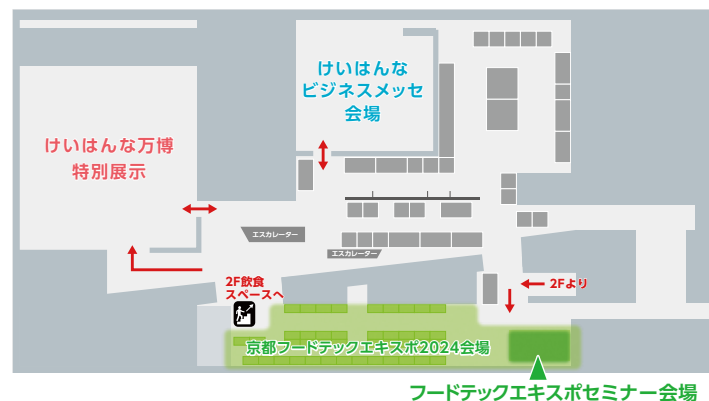 けいはんな
ビジネスメッセ
会場
けいはんな万博
特別展示
エスカレーター
エスカレーター
2F飲食
スペースへ
2Fより
京都フードテックエキスポ2024会場
フードテックエキスポセミナー会場